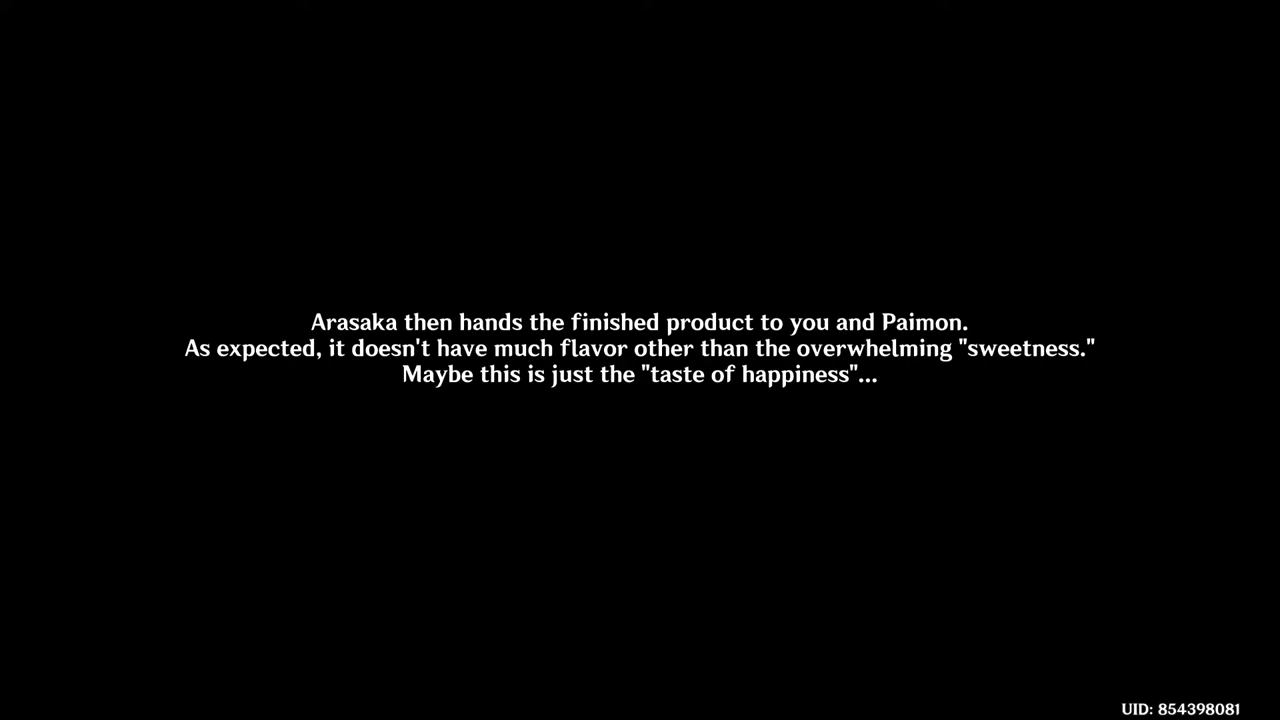 Arasaka then hands the finished product to you and Paimon.
As expected, it doesn't have much flavor other than the overwhelming "sweetness."
Maybe this is just the "taste of happiness"...
UID: 854398081